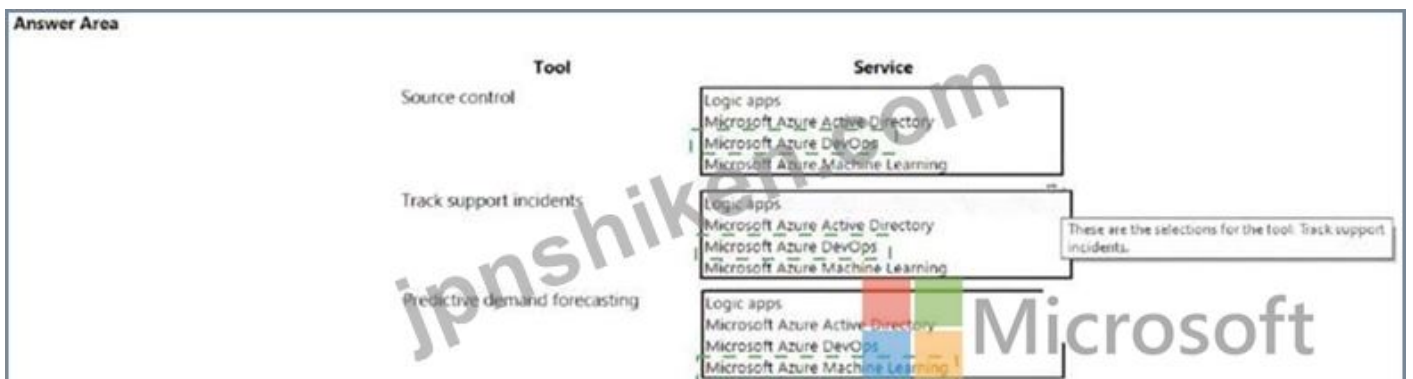 Answer Area
Tool
Service
Source control
Logic apps
Microsoft Azure Active Directory
Microsoft Azure DevOps
Microsoft Azure Machine Learning
Track support incidents
Logic apps
Microsoft Azure Active Directory
Microsoft Azure DevOps
Microsoft Azure Machine Learning
These are the selections for the tool: Track support
incidents.
Predictive demand forecasting
Logic apps
Microsoft Azure Active Directory
Microsoft Azure DevOps
Microsoft Azure Machine Learning
jpnshiken.com
Microsoft